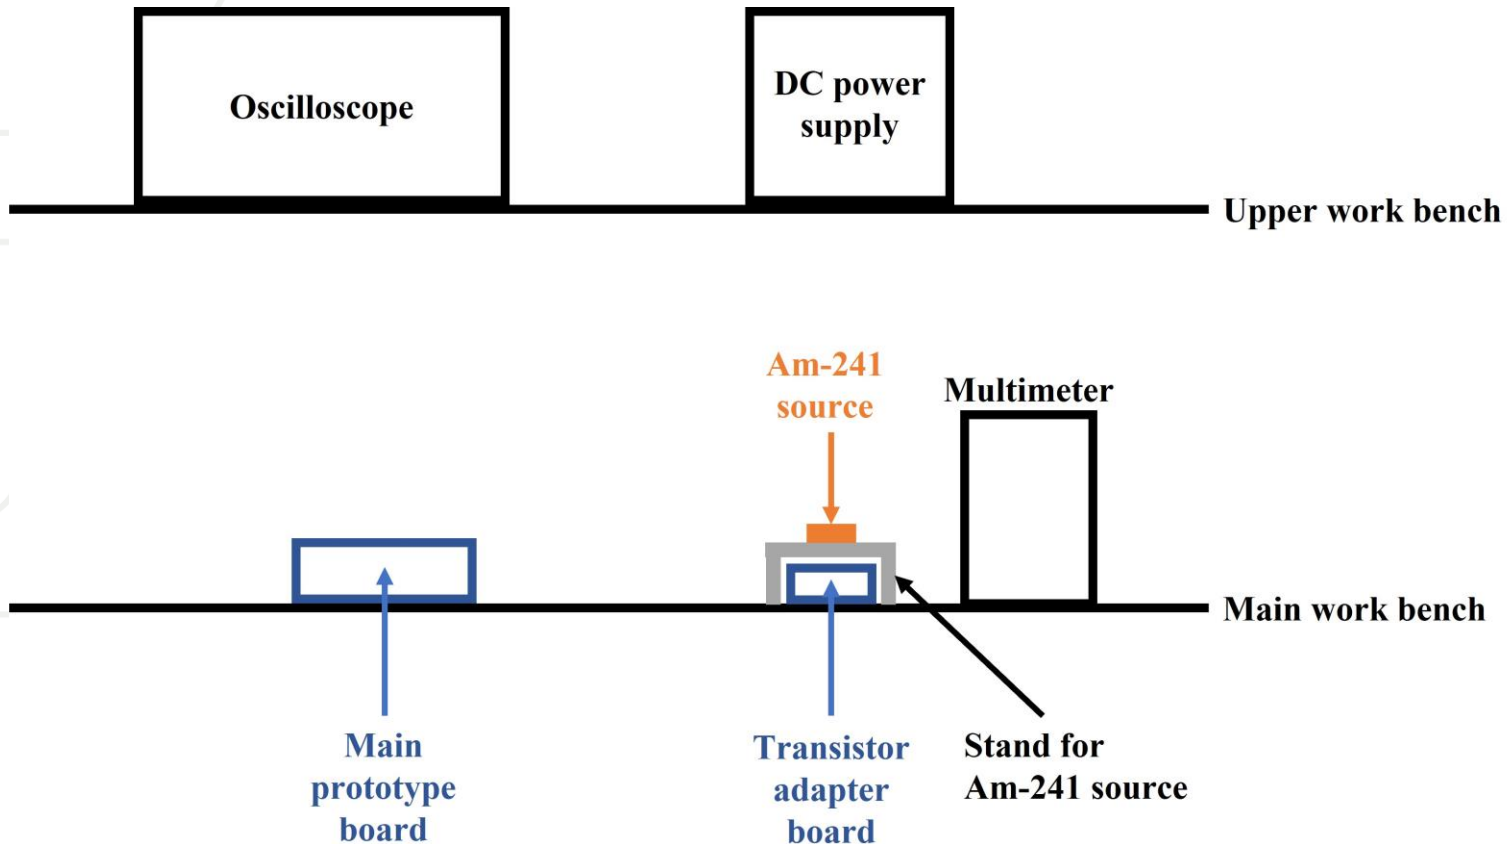 Oscilloscope
DC power
supply
Upper work bench
Am-241
source
Multimeter
Main work bench
Main
prototype
board
Transistor
adapter
board
Stand for
Am-241 source